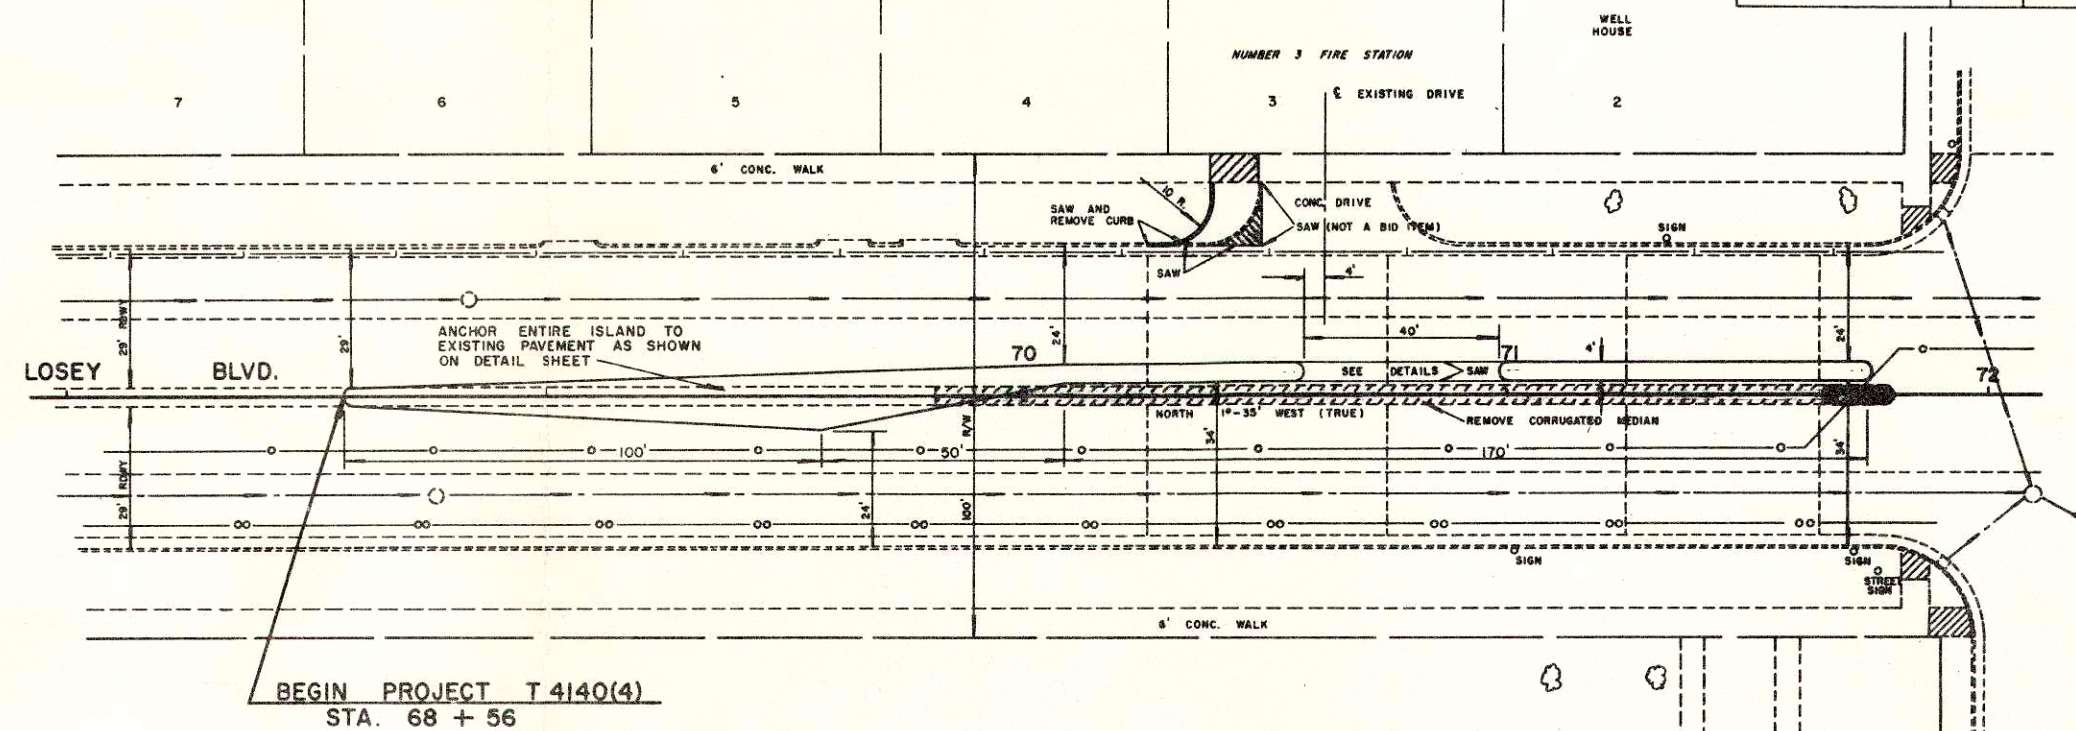 WELL
HOUSE
NUMBER 3 FIRE STATION
℄ EXISTING DRIVE
7
6
5
4
3
2
6' CONC. WALK
10' R.
SAW AND
REMOVE CURB
CONC. DRIVE
SAW (NOT A BID ITEM)
SIGN
SAW
4'
29' RDWY
29'
ANCHOR ENTIRE ISLAND TO
EXISTING PAVEMENT AS SHOWN
ON DETAIL SHEET
24'
40'
4'
24'
70
71
72
LOSEY BLVD.
SEE DETAILS SAW
NORTH 1°-35' WEST (TRUE)
REMOVE CORRUGATED MEDIAN
R/W
34'
34'
100'
50'
170'
29' RDWY
24'
100'
SIGN
SIGN
STREET
SIGN
6' CONC. WALK
BEGIN PROJECT T 4140(4)
STA. 68 + 56